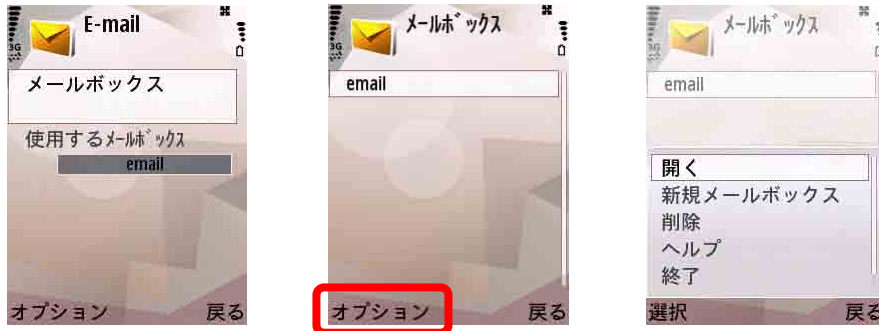 3G
E-mail
メールボックス
使用するﾒｰﾙﾎﾞｯｸｽ
email
オプション
戻る
3G
ﾒｰﾙﾎﾞｯｸｽ
email
オプション
戻る
3G
ﾒｰﾙﾎﾞｯｸｽ
email
開く
新規メールボックス
削除
ヘルプ
終了
選択
戻る